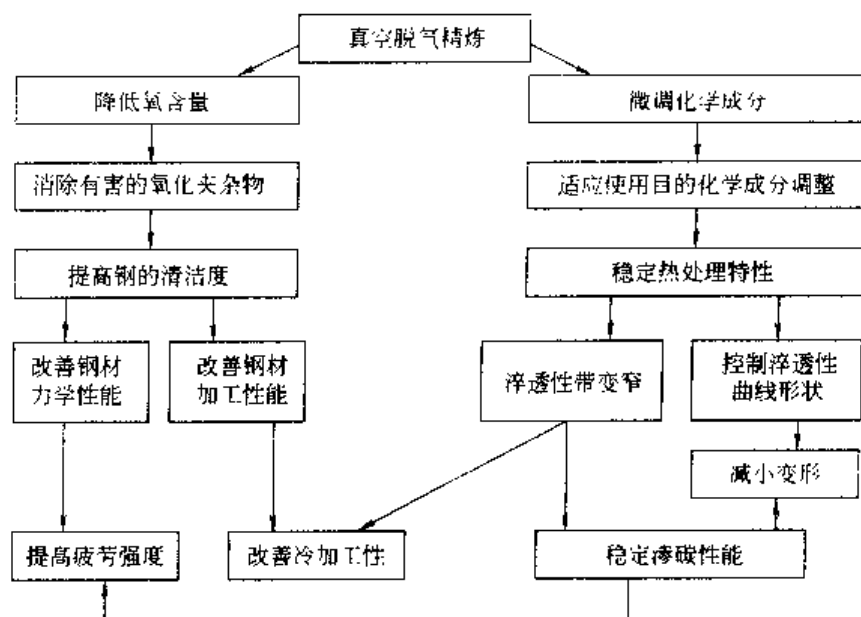 真空脱气精炼
降低氧含量
微调化学成分
消除有害的氧化夹杂物
适应使用目的化学成分调整
提高钢的清洁度
稳定热处理特性
改善钢材
力学性能
改善钢材
加工性能
淬透性带变窄
控制淬透性
曲线形状
减小变形
提高疲劳强度
改善冷加工性
稳定渗碳性能